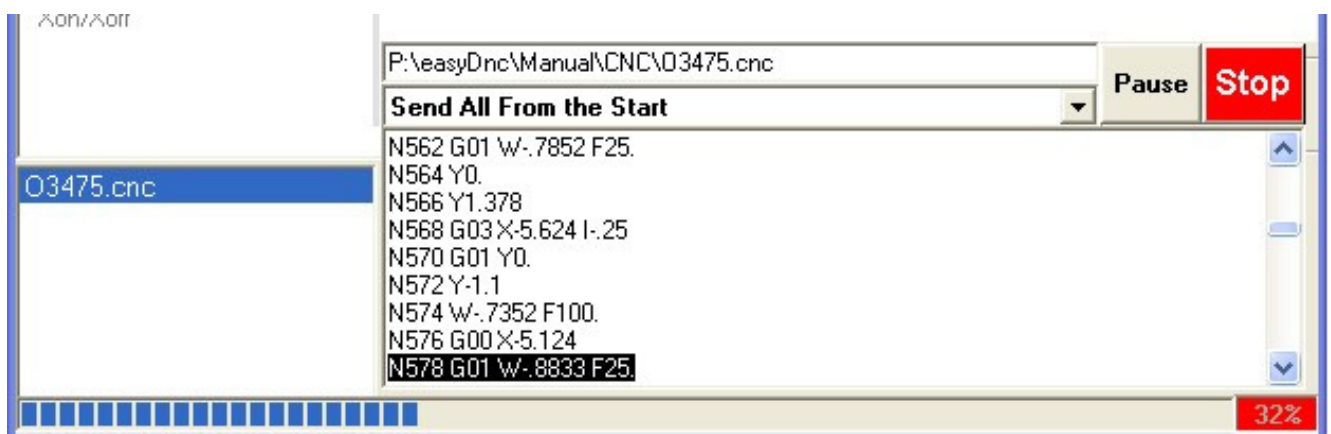 Xon/Xoff
P:\easyDnc\Manual\CNC\O3475.cnc
Pause
Stop
Send All From the Start
O3475.cnc
N562 G01 W-.7852 F25.
N564 Y0.
N566 Y1.378
N568 G03 X-5.624 I-.25
N570 G01 Y0.
N572 Y-1.1
N574 W-.7352 F100.
N576 G00 X-5.124
N578 G01 W-.8833 F25.
32%